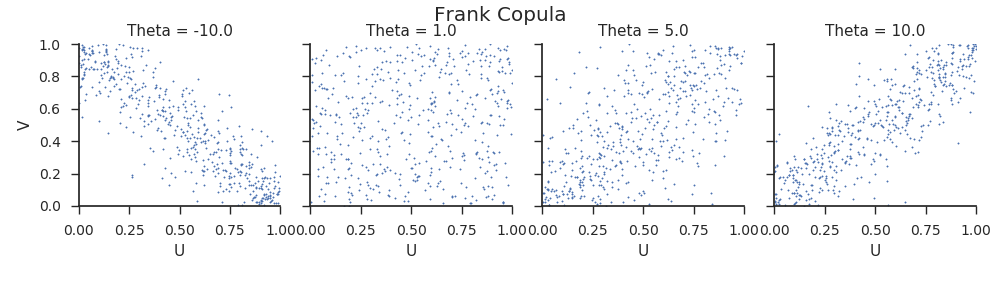 Frank Copula
Theta = -10.0 Theta = 1.0 Theta = 5.0 Theta = 10.0
1.0
0.8
0.6
0.4
0.2
0.0
V
0.00 0.25 0.50 0.75 1.00 0.00 0.25 0.50 0.75 1.00 0.00 0.25 0.50 0.75 1.00 0.00 0.25 0.50 0.75 1.00
U U U U